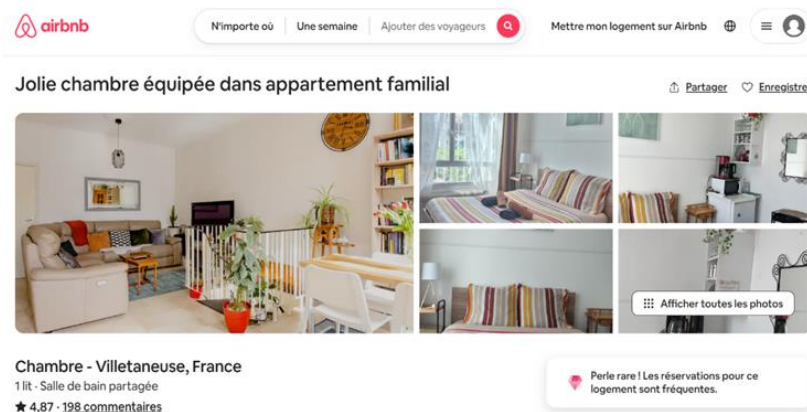 airbnb
N'importe où
Une semaine
Ajouter des voyageurs
Mettre mon logement sur Airbnb
Jolie chambre équipée dans appartement familial
Partager
Enregistre
Afficher toutes les photos
Chambre - Villetaneuse, France
1 lit · Salle de bain partagée
4,87 · 198 commentaires
Perle rare ! Les réservations pour ce
logement sont fréquentes.